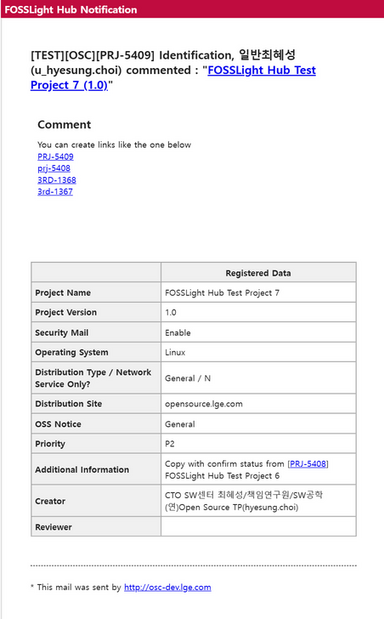 FOSSLight Hub Notification
[TEST][OSC][PRJ-5409] Identification, 일반최혜성
(u_hyesung.choi) commented : "FOSSLight Hub Test
Project 7 (1.0)"
Comment
You can create links like the one below
PRJ-5409
prj-5408
3RD-1368
3rd-1367
Registered Data
Project Name FOSSLight Hub Test Project 7
Project Version 1.0
Security Mail Enable
Operating System Linux
Distribution Type / Network
Service Only? General / N
Distribution Site opensource.lge.com
OSS Notice General
Priority P2
Additional Information Copy with confirm status from [PRJ-5408]
FOSSLight Hub Test Project 6
Creator CTO SW센터 최혜성/책임연구원/SW공학
(연)Open Source TP(hyesung.choi)
Reviewer
* This mail was sent by http://osc-dev.lge.com